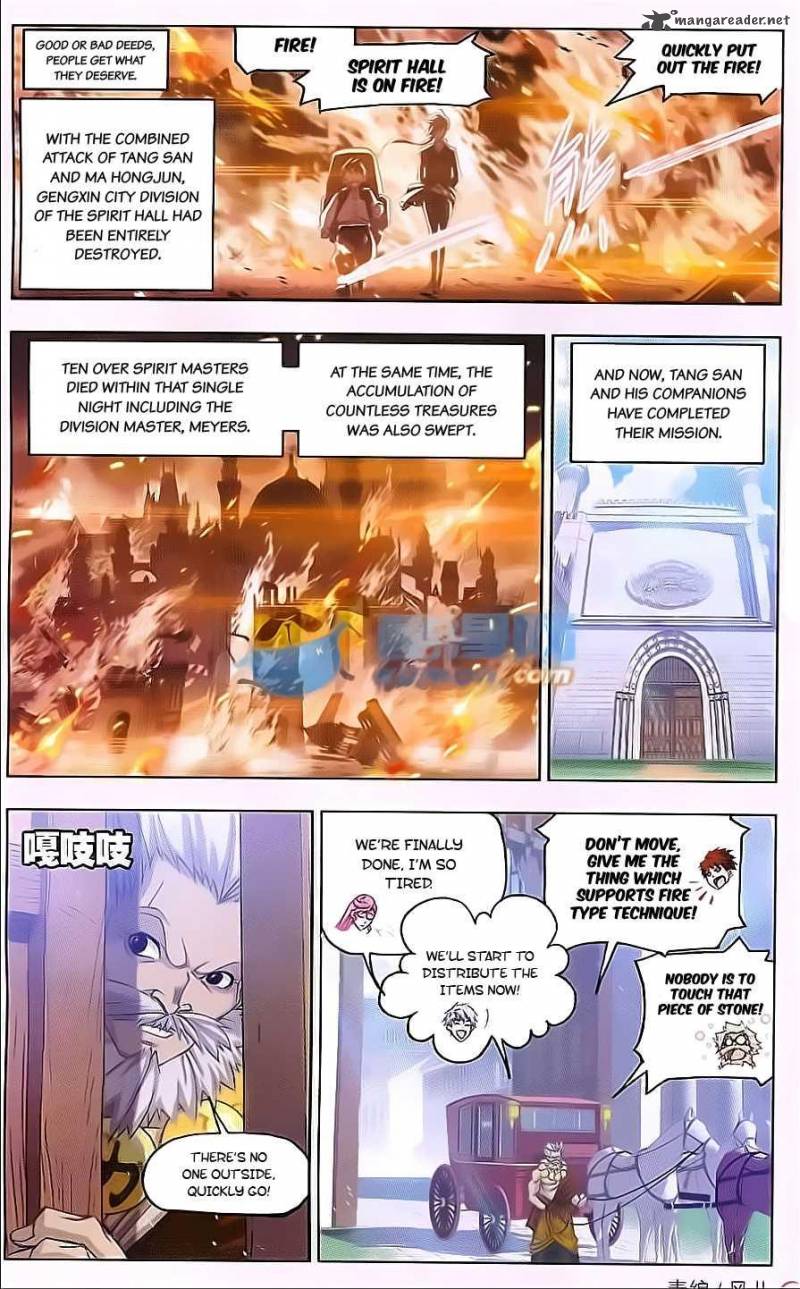 mangareader.net
GOOD OR BAD DEEDS,
PEOPLE GET WHAT
THEY DESERVE.
FIRE!
SPIRIT HALL
IS ON FIRE!
QUICKLY PUT
OUT THE FIRE!
WITH THE COMBINED
ATTACK OF TANG SAN
AND MA HONGJUN,
GENGXIN CITY DIVISION
OF THE SPIRIT HALL HAD
BEEN ENTIRELY
DESTROYED.
TEN OVER SPIRIT MASTERS
DIED WITHIN THAT SINGLE
NIGHT INCLUDING THE
DIVISION MASTER, MEYERS.
AT THE SAME TIME, THE
ACCUMULATION OF
COUNTLESS TREASURES
WAS ALSO SWEPT.
AND NOW, TANG SAN
AND HIS COMPANIONS
HAVE COMPLETED
THEIR MISSION.
.com
嘎吱吱
THERE'S NO
ONE OUTSIDE,
QUICKLY GO!
力
WE'RE FINALLY
DONE, I'M SO
TIRED.
DON'T MOVE,
GIVE ME THE
THING WHICH
SUPPORTS FIRE
TYPE TECHNIQUE!
WE'LL START TO
DISTRIBUTE THE
ITEMS NOW!
NOBODY IS TO
TOUCH THAT
PIECE OF STONE!